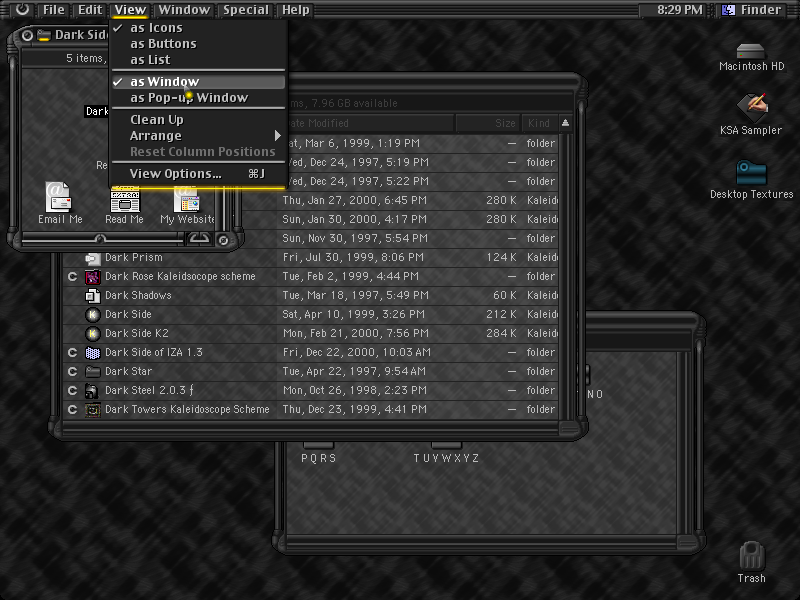 File Edit View Window Special Help 8:29 PM Finder
as Icons
as Buttons
as List
as Window
as Pop-up Window
Clean Up
Arrange
Reset Column Positions
View Options... ⌘J
Dark Side
5 items,
Dark
Email Me Read Me My Website
7.96 GB available
Date Modified Size Kind
Sat, Mar 6, 1999, 1:19 PM — folder
Wed, Dec 24, 1997, 5:19 PM — folder
Wed, Dec 24, 1997, 5:22 PM — folder
Thu, Jan 27, 2000, 6:45 PM 280 K Kaleid
Sun, Jan 30, 2000, 4:17 PM 280 K Kaleid
Sun, Nov 30, 1997, 5:54 PM — folder
Dark Prism Fri, Jul 30, 1999, 8:06 PM 124 K Kaleid
C Dark Rose Kaleidsocope scheme Tue, Feb 2, 1999, 4:44 PM — folder
Dark Shadows Tue, Mar 18, 1997, 5:49 PM 60 K Kaleid
Dark Side Sat, Apr 10, 1999, 3:26 PM 212 K Kaleid
Dark Side K2 Mon, Feb 21, 2000, 7:56 PM 284 K Kaleid
C Dark Side of IZA 1.3 Fri, Dec 22, 2000, 10:03 AM — folder
C Dark Star Tue, Apr 22, 1997, 9:54 AM — folder
C Dark Steel 2.0.3 ƒ Mon, Oct 26, 1998, 2:23 PM — folder
C Dark Towers Kaleidoscope Scheme Thu, Dec 23, 1999, 4:41 PM — folder
NO
PQRS TUVWXYZ
Macintosh HD
KSA Sampler
Desktop Textures
Trash